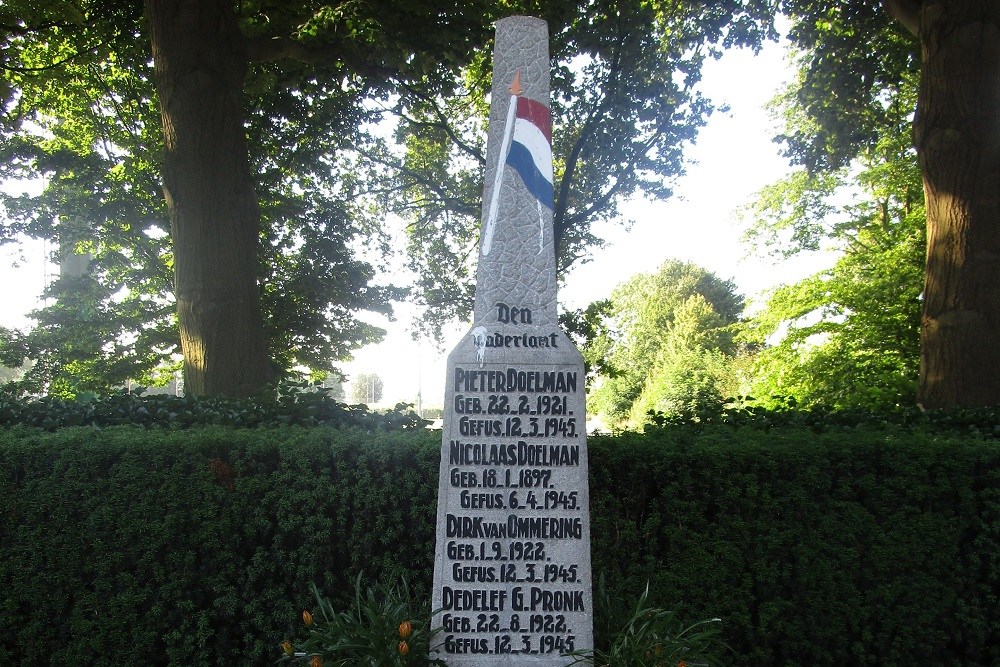 Den
vaderlant
PIETER DOELMAN
GEB. 22_2_1921.
GEFUS. 12_3_1945.
NICOLAAS DOELMAN
GEB. 18_1_1897.
GEFUS. 6_4_1945.
DIRK VAN OMMERING
GEB. 1_9_1922.
GEFUS. 12_3_1945.
DEDELEF G. PRONK
GEB. 22_8_1922.
GEFUS. 12_3_1945